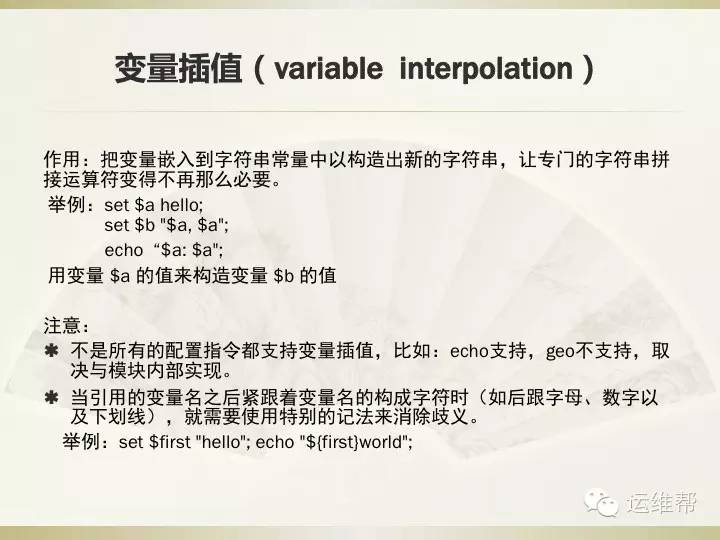 变量插值（variable interpolation）
作用：把变量嵌入到字符串常量中以构造出新的字符串，让专门的字符串拼
接运算符变得不再那么必要。
举例：set $a hello;
set $b "$a, $a";
echo “$a: $a";
用变量 $a 的值来构造变量 $b 的值
注意：
✱ 不是所有的配置指令都支持变量插值，比如：echo支持，geo不支持，取
决与模块内部实现。
✱ 当引用的变量名之后紧跟着变量名的构成字符时（如后跟字母、数字以
及下划线），就需要使用特别的记法来消除歧义。
举例：set $first "hello"; echo "${first}world";
运维帮